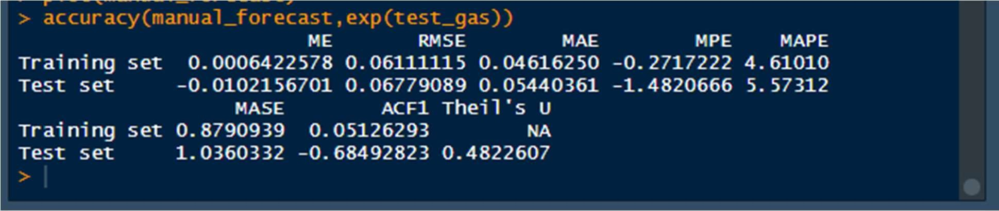 > plot(manual_forecast)
> accuracy(manual_forecast,exp(test_gas))
ME RMSE MAE MPE MAPE
Training set 0.0006422578 0.06111115 0.04616250 -0.2717222 4.61010
Test set -0.0102156701 0.06779089 0.05440361 -1.4820666 5.57312
MASE ACF1 Theil's U
Training set 0.8790939 0.05126293 NA
Test set 1.0360332 -0.68492823 0.4822607
>